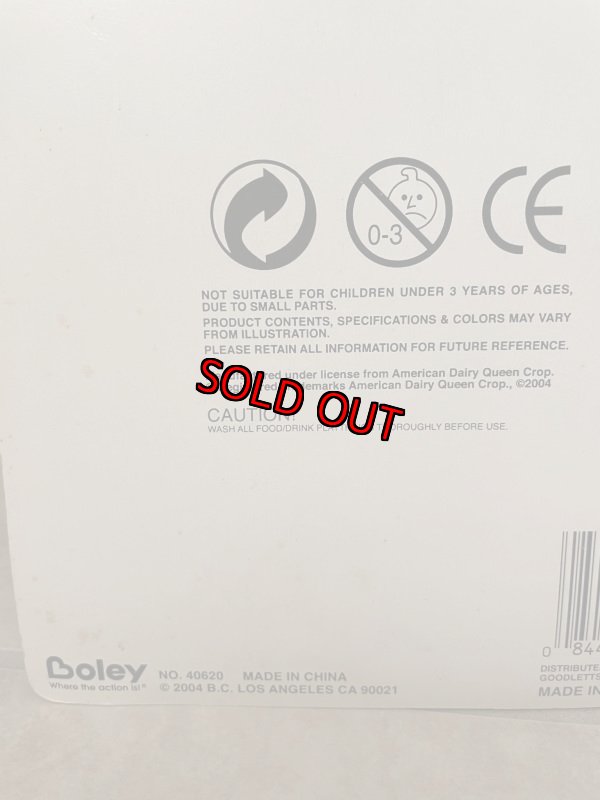 0-3
CE
NOT SUITABLE FOR CHILDREN UNDER 3 YEARS OF AGES,
DUE TO SMALL PARTS.
PRODUCT CONTENTS, SPECIFICATIONS & COLORS MAY VARY
FROM ILLUSTRATION.
PLEASE RETAIN ALL INFORMATION FOR FUTURE REFERENCE.
under license from American Dairy Queen Crop.
American Dairy Queen Crop., ©2004
SOLD OUT
CAUTION:
WASH ALL FOOD/DRINK BEFORE USE.
0 844
Boley
Where the action is!®
NO. 40620 MADE IN CHINA
© 2004 B.C. LOS ANGELES CA 90021
DISTRIBUTE
GOODLETTS
MADE IN